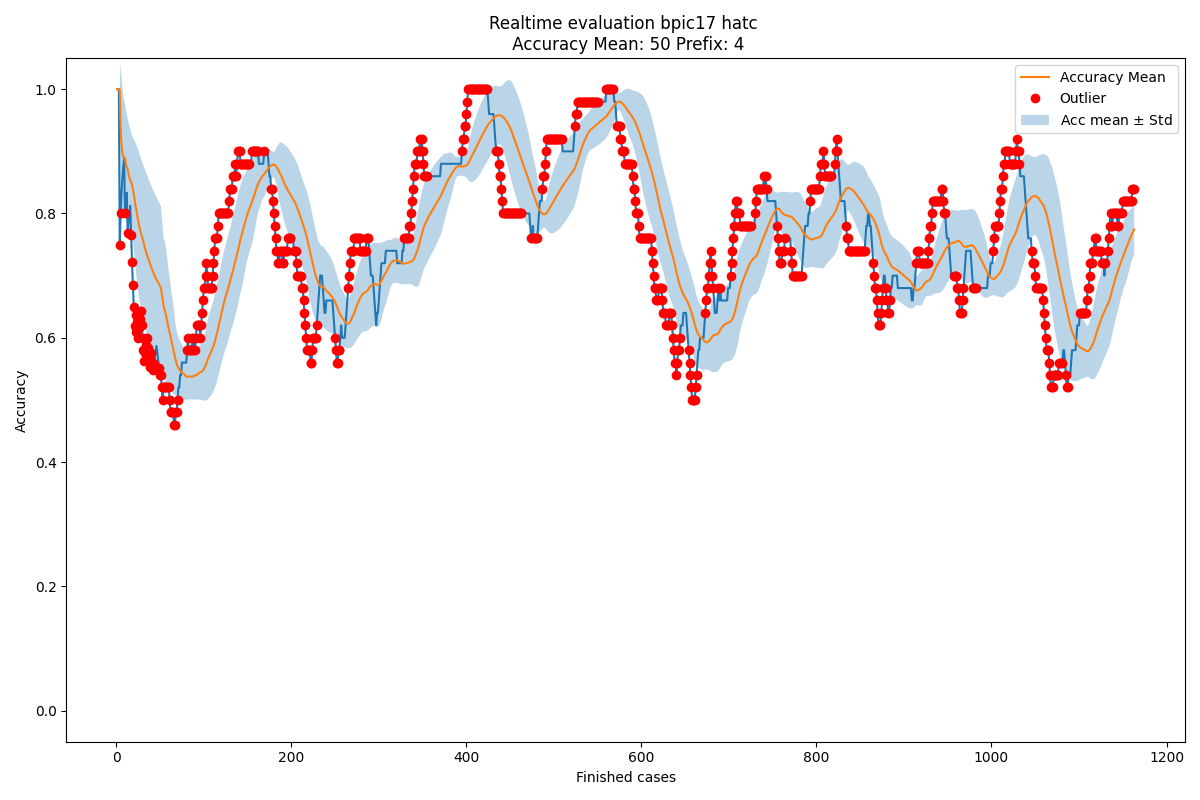 Realtime evaluation bpic17 hatc
Accuracy Mean: 50 Prefix: 4
Accuracy Mean
Outlier
Acc mean ± Std
1.0
0.8
0.6
0.4
0.2
0.0
Accuracy
0
200
400
600
800
1000
1200
Finished cases